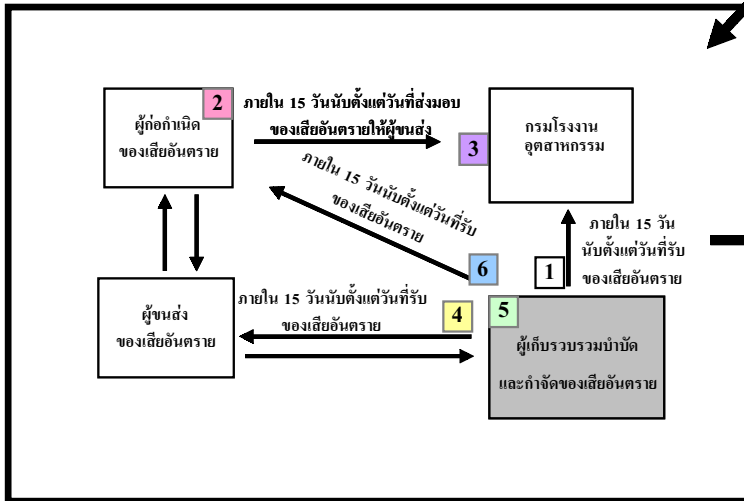 2
ผู้ก่อกำเนิด
ของเสียอันตราย
ภายใน 15 วันนับตั้งแต่วันที่ส่งมอบ
ของเสียอันตรายให้ผู้ขนส่ง
3
กรมโรงงาน
อุตสาหกรรม
ภายใน 15 วันนับตั้งแต่วันที่รับ
ของเสียอันตราย
6
1
ภายใน 15 วัน
นับตั้งแต่วันที่รับ
ของเสียอันตราย
ผู้ขนส่ง
ของเสียอันตราย
ภายใน 15 วันนับตั้งแต่วันที่รับ
ของเสียอันตราย
4
5
ผู้เก็บรวบรวมบำบัด
และกำจัดของเสียอันตราย